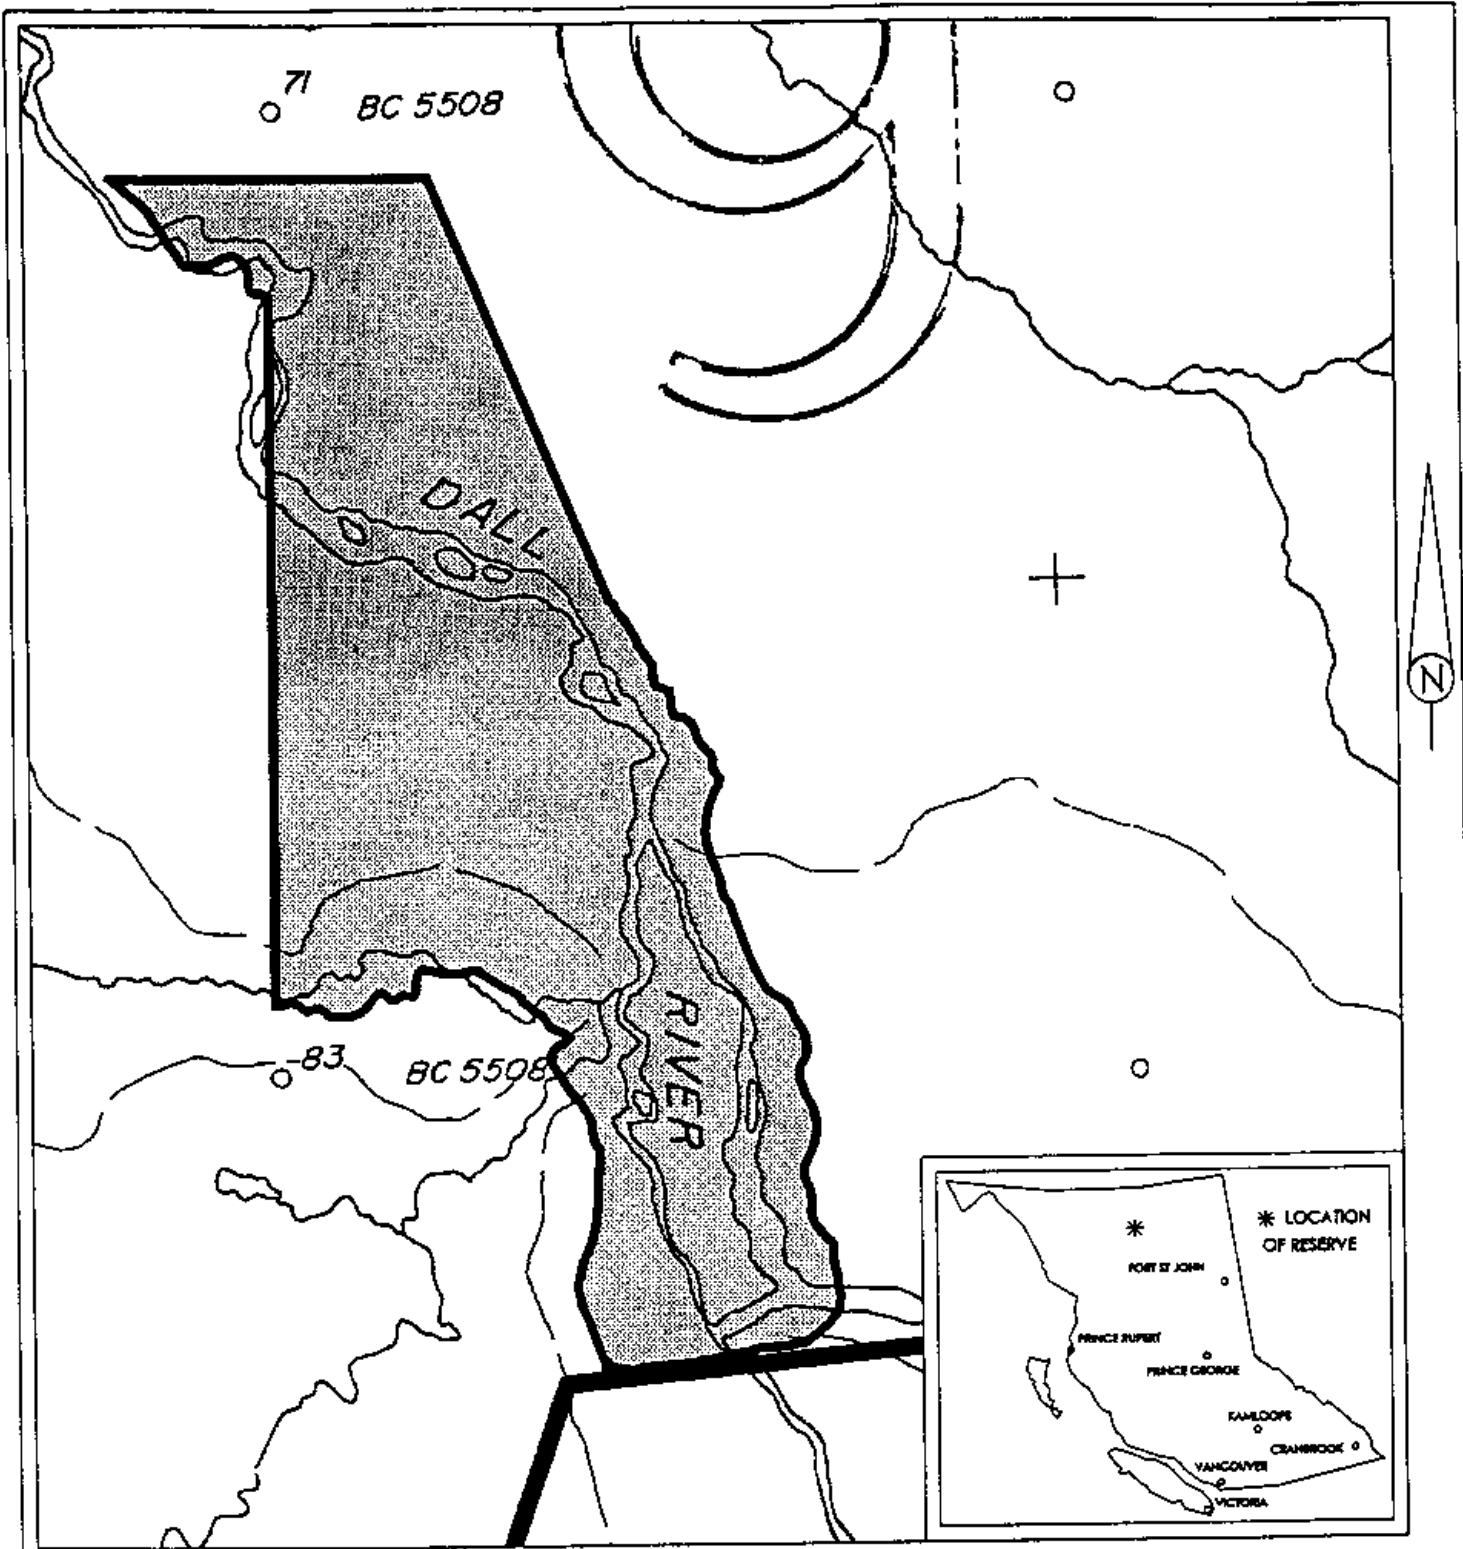 71
BC 5508
DALL
RIVER
N
-83
BC 5508
* LOCATION
OF RESERVE
FORT ST JOHN
PRINCE RUPERT
PRINCE GEORGE
KAMLOOPS
CRANBROOK
VANCOUVER
VICTORIA